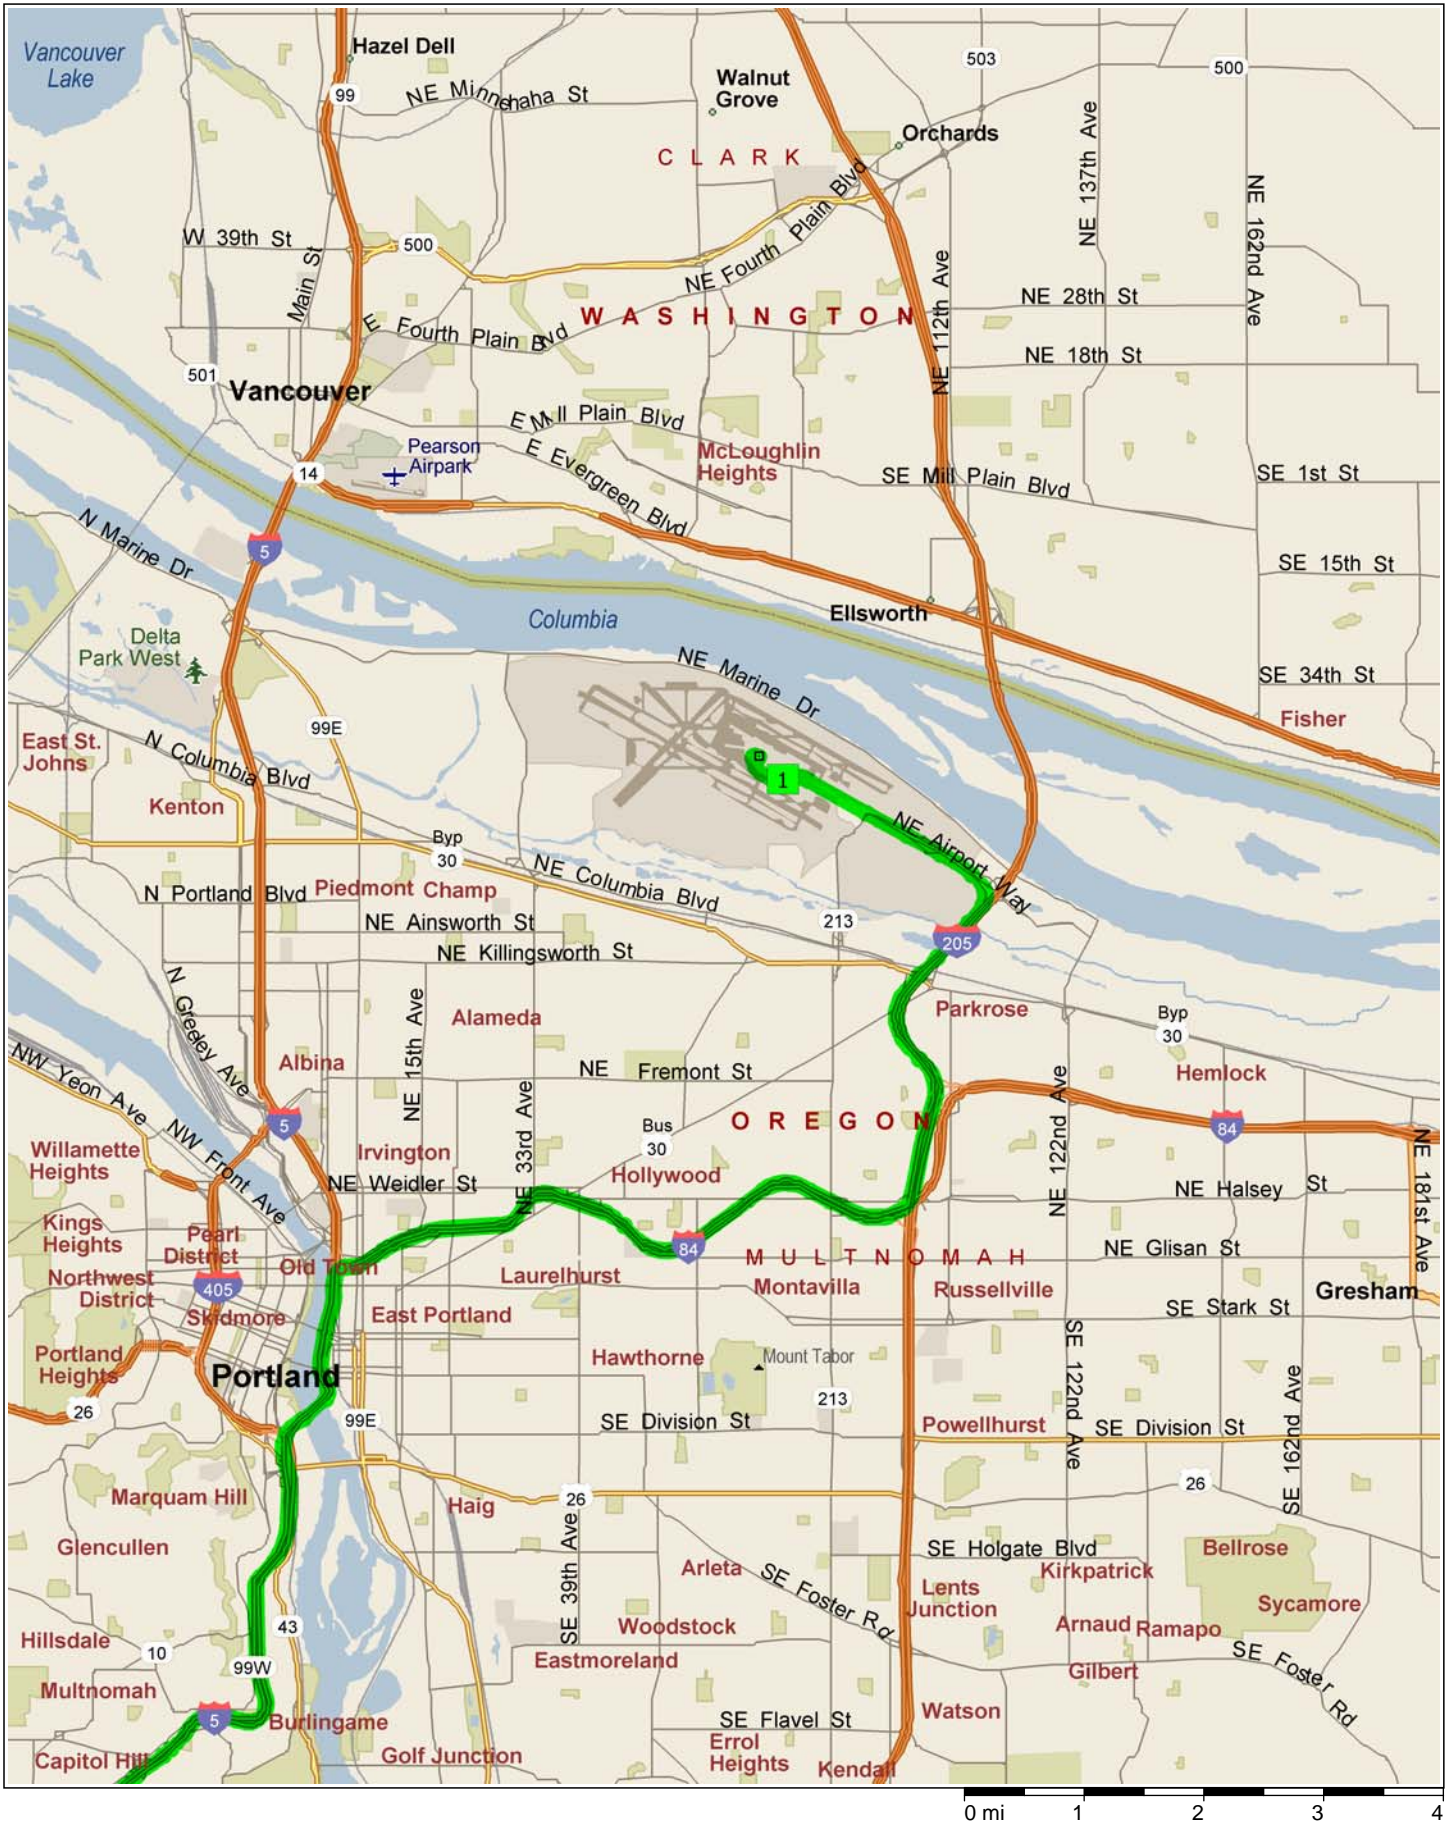 Vancouver
Lake
Hazel Dell
99
NE Minnehaha St
Walnut
Grove
503
500
Orchards
CLARK
NE 137th Ave
NE 162nd Ave
W 39th St
500
Main St
NE Fourth Plain Blvd
NE 112th Ave
NE 28th St
WASHINGTON
E Fourth Plain Blvd
NE 18th St
501
Vancouver
E Mill Plain Blvd
Pearson
Airpark
E Evergreen Blvd
McLoughlin
Heights
14
SE Mill Plain Blvd
SE 1st St
N Marine Dr
5
SE 15th St
Columbia
Ellsworth
Delta
Park West
NE Marine Dr
SE 34th St
Fisher
99E
East St.
Johns
N Columbia Blvd
1
Kenton
NE Airport Way
Byp
30
NE Columbia Blvd
N Portland Blvd
Piedmont
Champ
NE Ainsworth St
213
205
NE Killingsworth St
N Greeley Ave
NE 15th Ave
Alameda
Parkrose
Byp
30
NW Yeon Ave
Albina
NE Fremont St
NE 122nd Ave
Hemlock
NE 33rd Ave
5
OREGON
84
Bus
30
Willamette
Heights
NW Front Ave
Irvington
Hollywood
NE 181st Ave
NE Weidler St
NE Halsey St
Kings
Heights
Pearl
District
84
MULTNOMAH
NE Glisan St
Old Town
Northwest
District
405
Laurelhurst
Montavilla
Russellville
Gresham
Skidmore
East Portland
SE Stark St
Portland
Heights
Hawthorne
Mount Tabor
SE 122nd Ave
Portland
26
99E
213
SE 162nd Ave
SE Division St
Powellhurst
SE Division St
Marquam Hill
Haig
26
26
Glencullen
SE 39th Ave
SE Holgate Blvd
Bellrose
Arleta
SE Foster Rd
Kirkpatrick
Lents
Junction
Sycamore
43
Woodstock
Arnaud
Ramapo
Hillsdale
10
99W
Eastmoreland
Gilbert
SE Foster Rd
Multnomah
5
Burlingame
SE Flavel St
Watson
Capitol Hill
Golf Junction
Errol
Heights
Kendall
0 mi 1 2 3 4